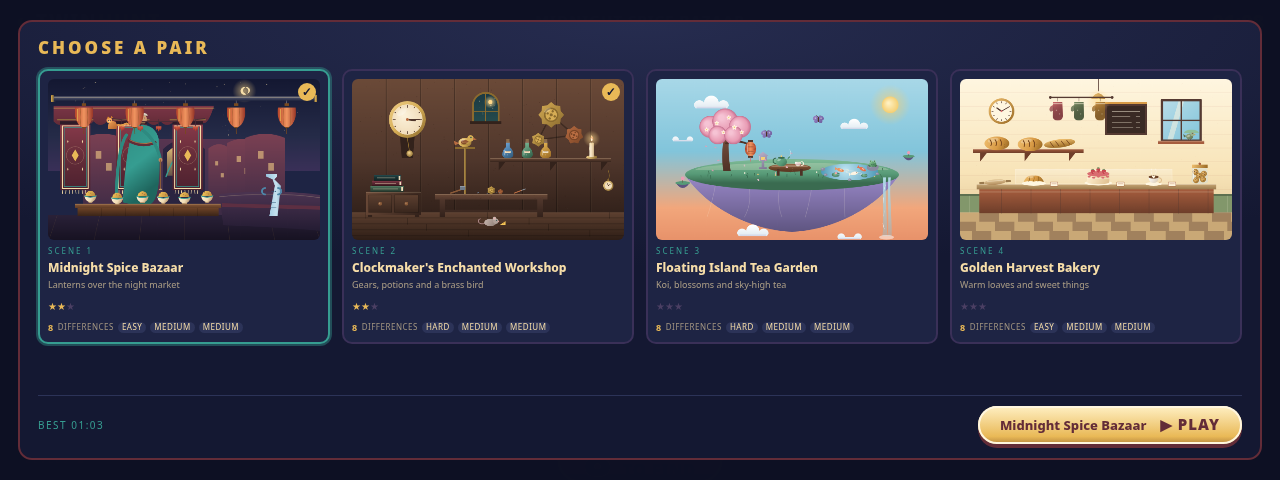 CHOOSE A PAIR
SCENE 1
Midnight Spice Bazaar
Lanterns over the night market
8 DIFFERENCES EASY MEDIUM MEDIUM
SCENE 2
Clockmaker's Enchanted Workshop
Gears, potions and a brass bird
8 DIFFERENCES HARD MEDIUM MEDIUM
SCENE 3
Floating Island Tea Garden
Koi, blossoms and sky-high tea
8 DIFFERENCES HARD MEDIUM MEDIUM
SCENE 4
Golden Harvest Bakery
Warm loaves and sweet things
8 DIFFERENCES EASY MEDIUM MEDIUM
BEST 01:03
Midnight Spice Bazaar ▶ PLAY